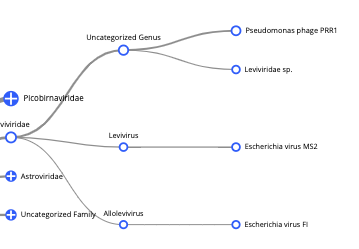 Uncategorized Genus
Pseudomonas phage PRR1
Leviviridae sp.
Picobirnaviridae
viviridae
Levivirus
Escherichia virus MS2
Astroviridae
Uncategorized Family
Allolevivirus
Escherichia virus FI